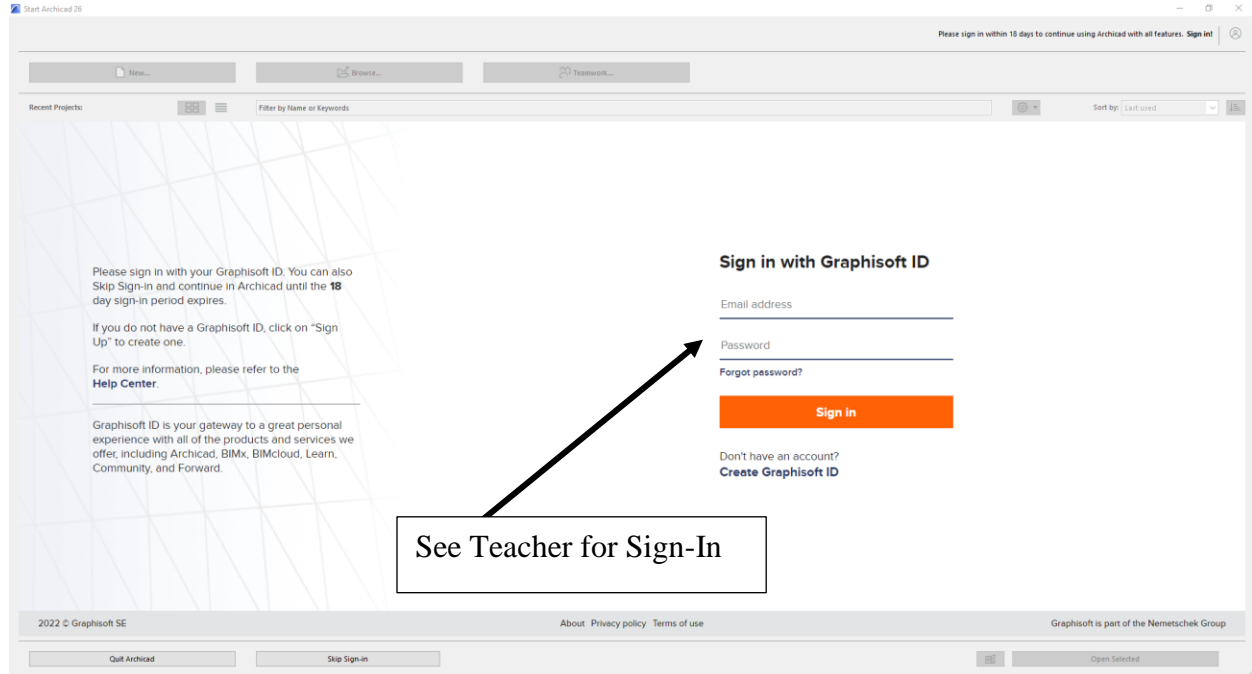 Start Archicad 26
Please sign in within 18 days to continue using Archicad with all features. Sign in!
New...
Browse...
Teamwork...
Recent Projects:
Filter by Name or Keywords
Sort by: Last used
Please sign in with your Graphisoft ID. You can also
Skip Sign-in and continue in Archicad until the 18
day sign-in period expires.
If you do not have a Graphisoft ID, click on “Sign
Up” to create one.
For more information, please refer to the
Help Center.
Graphisoft ID is your gateway to a great personal
experience with all of the products and services we
offer, including Archicad, BIMx, BIMcloud, Learn,
Community, and Forward.
Sign in with Graphisoft ID
Email address
Password
Forgot password?
Sign in
Don't have an account?
Create Graphisoft ID
See Teacher for Sign-In
2022 © Graphisoft SE
About Privacy policy Terms of use
Graphisoft is part of the Nemetschek Group
Quit Archicad
Skip Sign-in
Open Selected